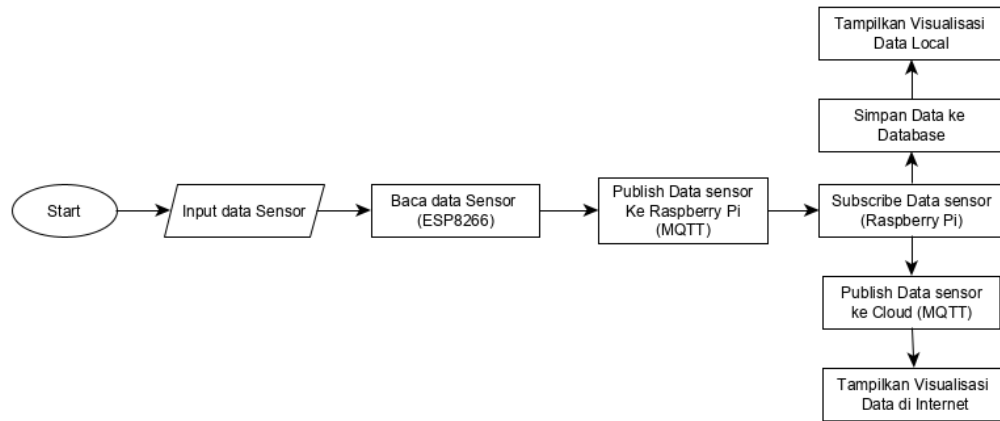 Start
Input data Sensor
Baca data Sensor
(ESP8266)
Publish Data sensor
Ke Raspberry Pi
(MQTT)
Subscribe Data sensor
(Raspberry Pi)
Simpan Data ke
Database
Tampilkan Visualisasi
Data Local
Publish Data sensor
ke Cloud (MQTT)
Tampilkan Visualisasi
Data di Internet